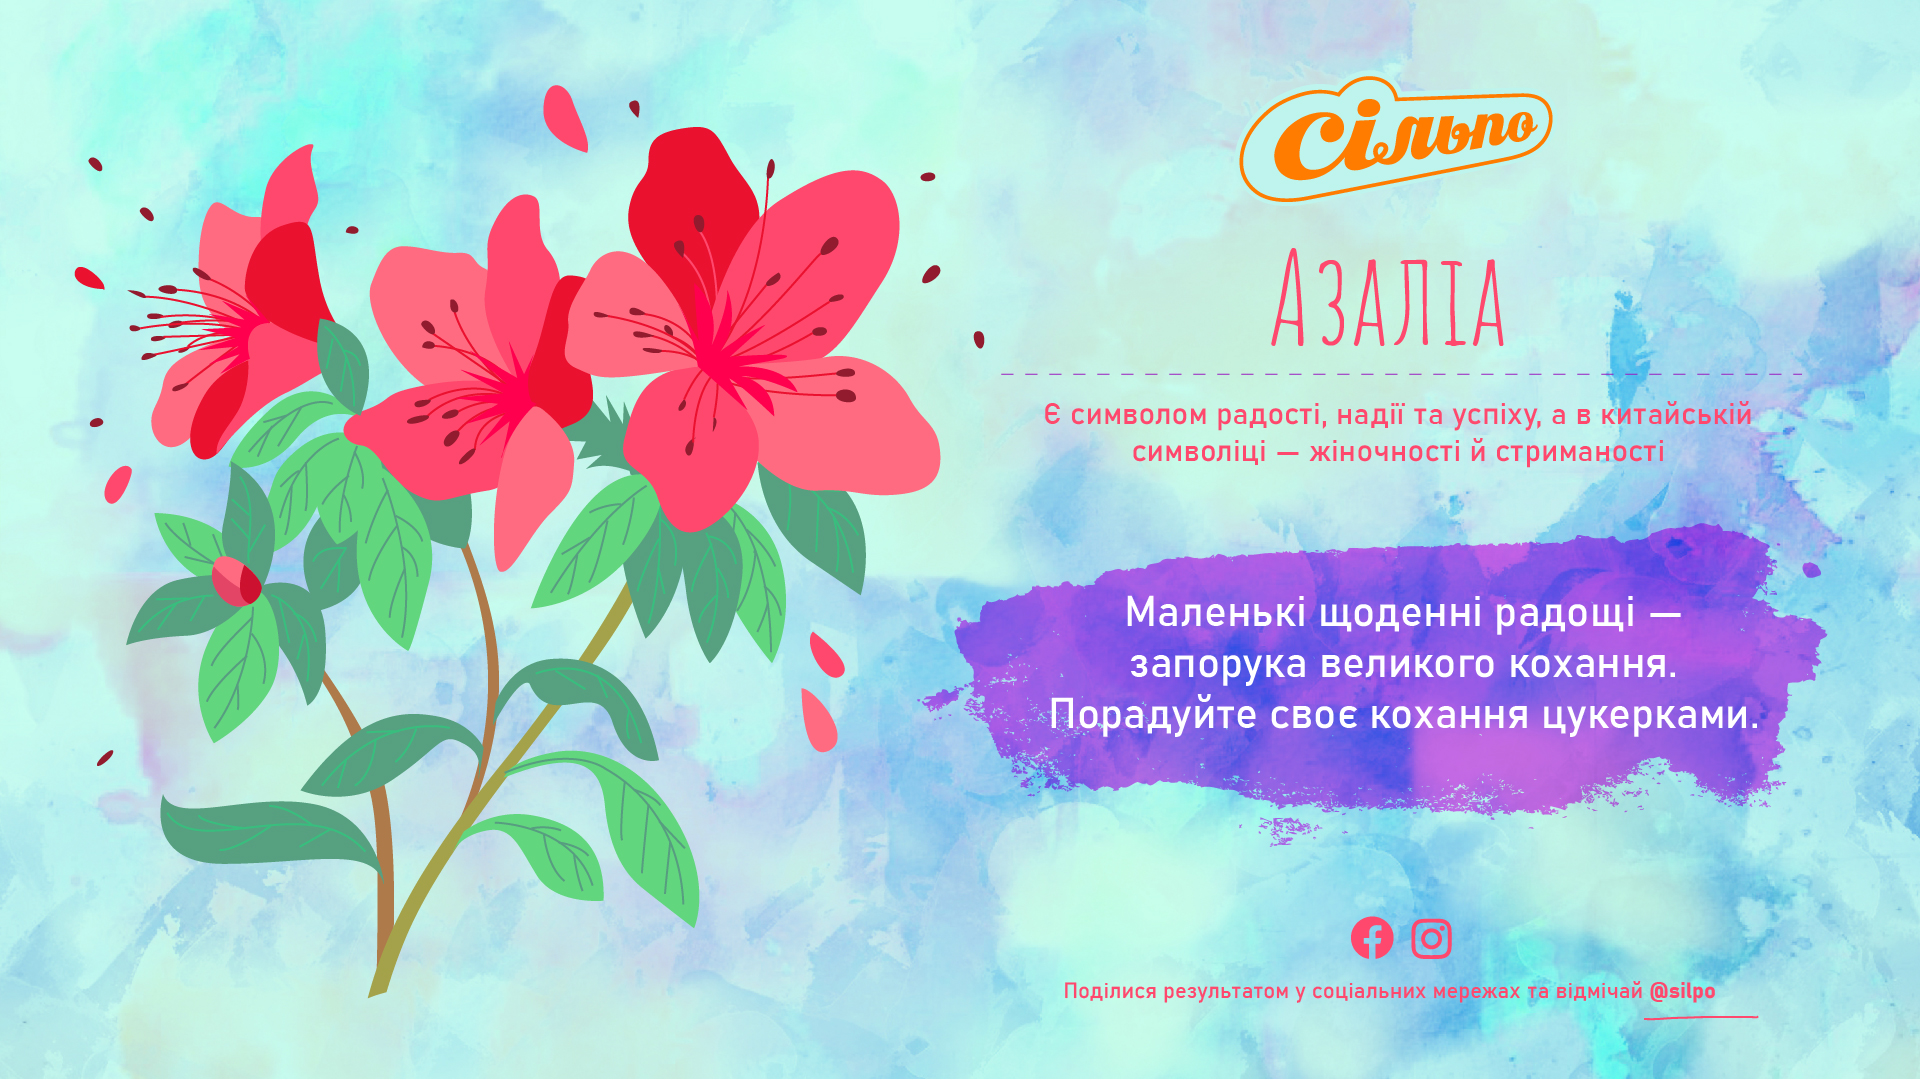 Сільпо
Азаліа
Є символом радості, надії та успіху, а в китайській
символіці — жіночності й стриманості
Маленькі щоденні радощі —
запорука великого кохання.
Порадуйте своє кохання цукерками.
Поділися результатом у соціальних мережах та відмічай @silpo